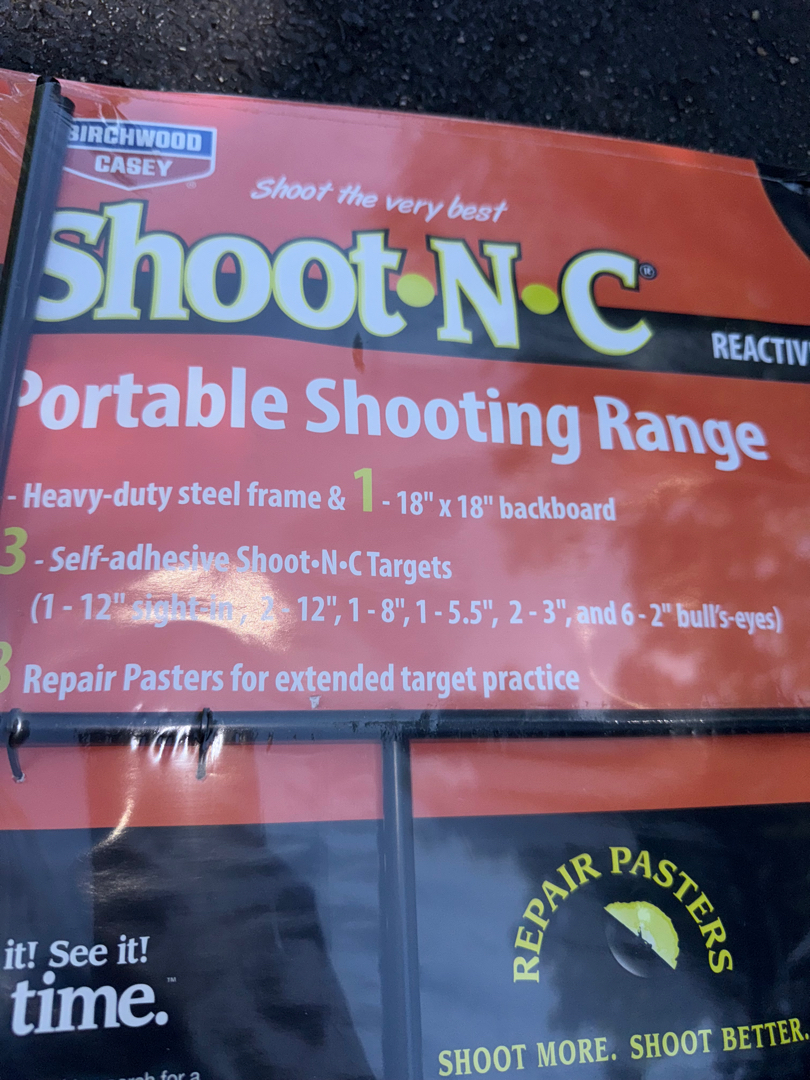 BIRCHWOOD
CASEY
Shoot the very best
Shoot•N•C®
REACTIV
Portable Shooting Range
- Heavy-duty steel frame & 1 - 18" x 18" backboard
3 - Self-adhesive Shoot•N•C Targets
(1 - 12" sight-in, 2 - 12", 1 - 8", 1 - 5.5", 2 - 3", and 6 - 2" bull's-eyes)
Repair Pasters for extended target practice
REPAIR PASTERS
it! See it!
time.™
SHOOT MORE. SHOOT BETTER.
for a